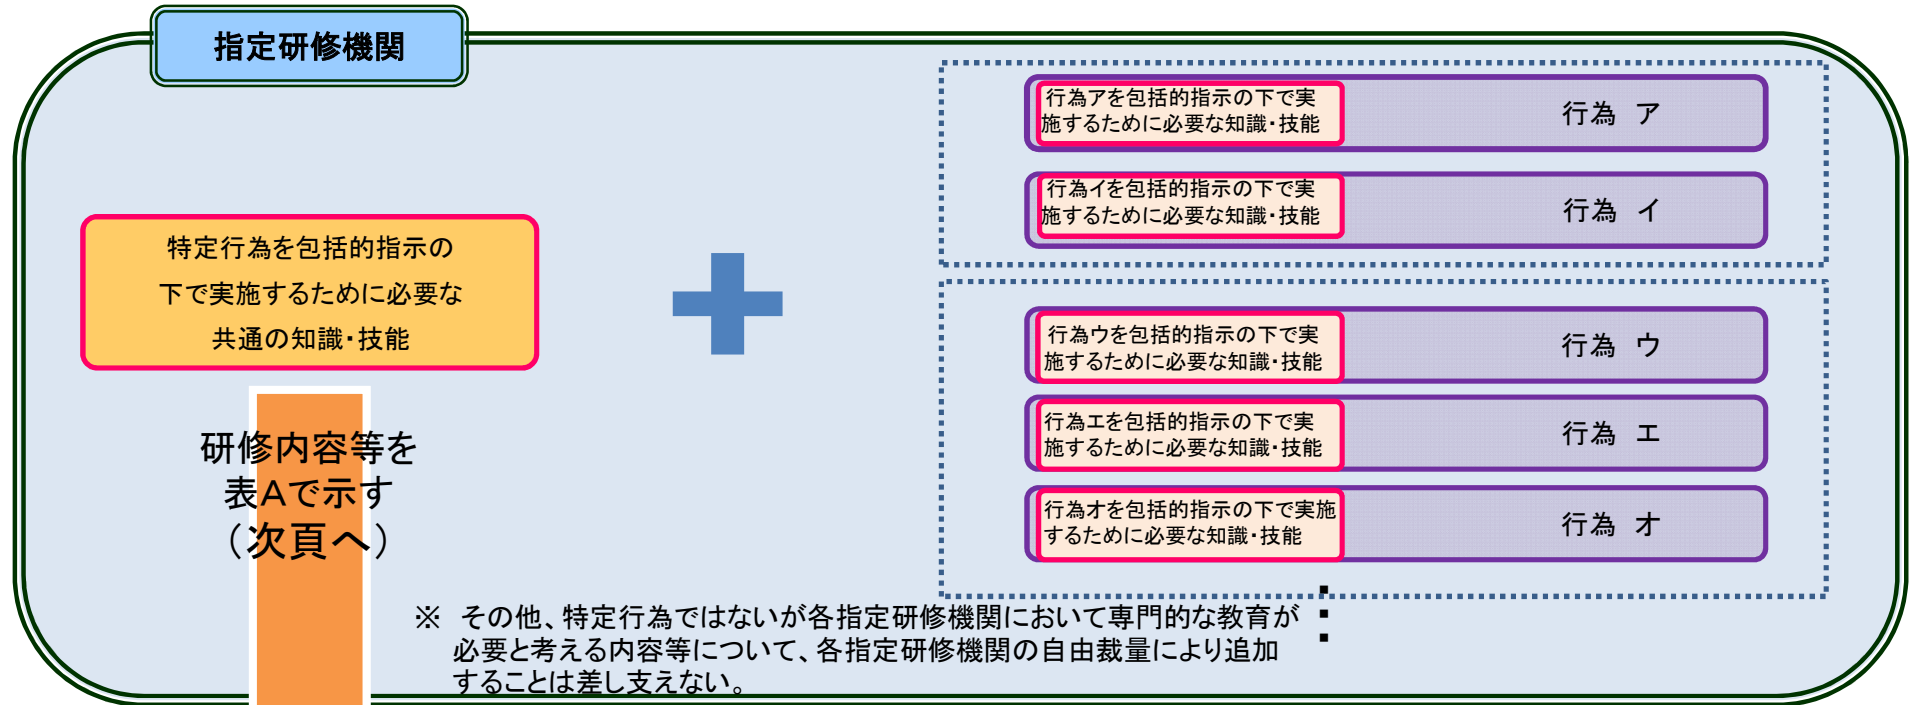 指定研修機関
特定行為を包括的指示の
下で実施するために必要な
共通の知識・技能
研修内容等を
表Aで示す
（次頁へ）
行為アを包括的指示の下で実
施するために必要な知識・技能
行為　ア
行為イを包括的指示の下で実
施するために必要な知識・技能
行為　イ
行為ウを包括的指示の下で実
施するために必要な知識・技能
行為　ウ
行為エを包括的指示の下で実
施するために必要な知識・技能
行為　エ
行為オを包括的指示の下で実施
するために必要な知識・技能
行為　オ
※　その他、特定行為ではないが各指定研修機関において専門的な教育が
必要と考える内容等について、各指定研修機関の自由裁量により追加
することは差し支えない。